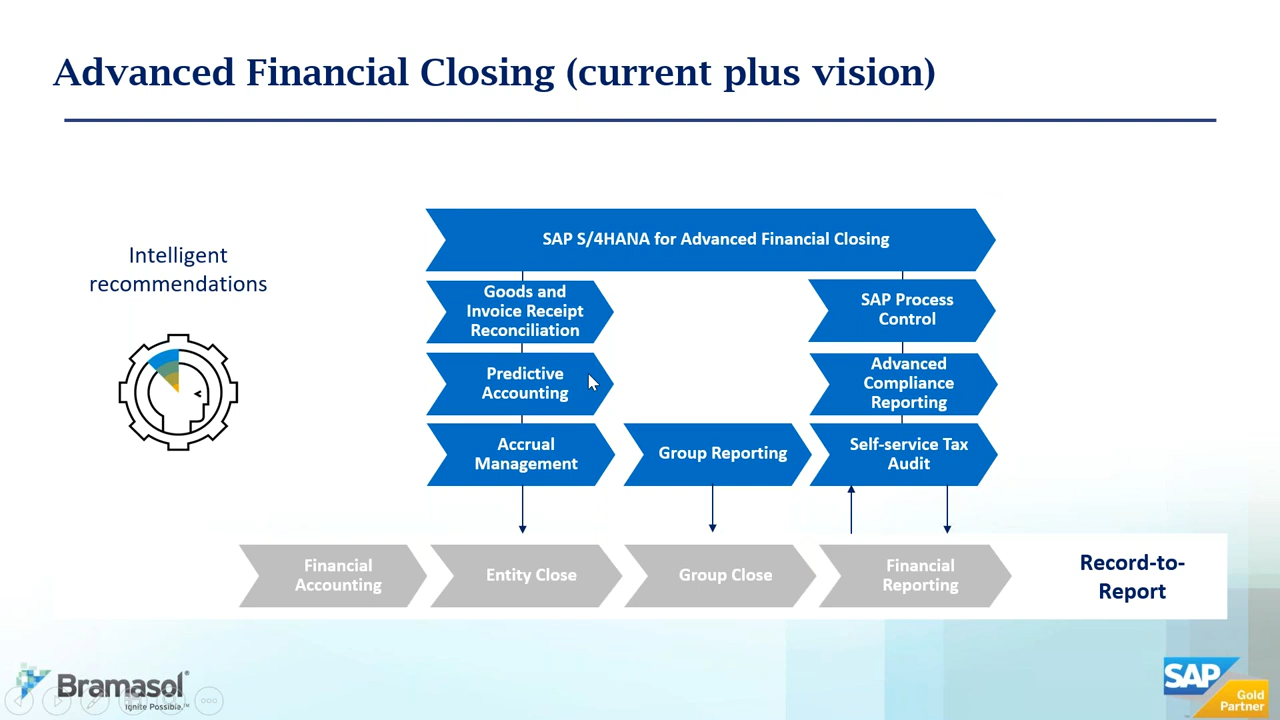 Advanced Financial Closing (current plus vision)
Intelligent
recommendations
SAP S/4HANA for Advanced Financial Closing
Goods and
Invoice Receipt
Reconciliation
SAP Process
Control
Predictive
Accounting
Advanced
Compliance
Reporting
Accrual
Management
Group Reporting
Self-service Tax
Audit
Financial
Accounting
Entity Close
Group Close
Financial
Reporting
Record-to-
Report
Bramasol®
Ignite Possible.™
SAP
Gold
Partner